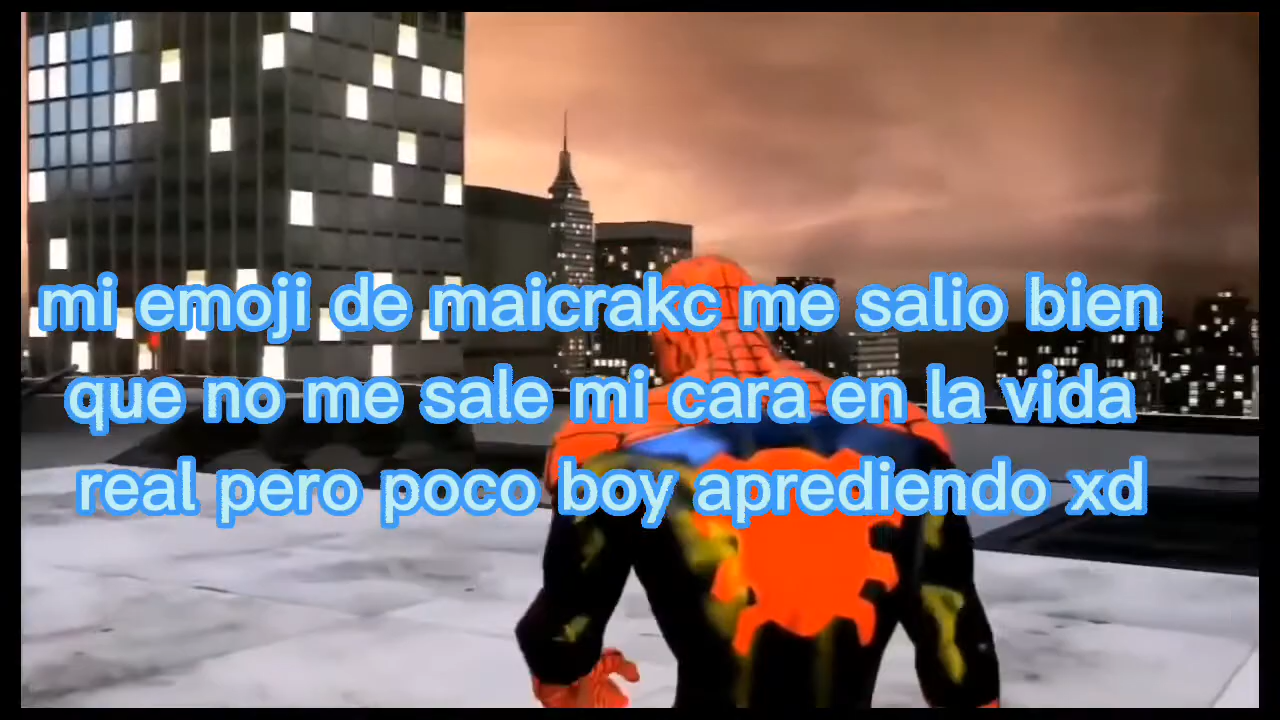 mi emoji de maicrakc me salio bien
que no me sale mi cara en la vida
real pero poco boy aprediendo xd